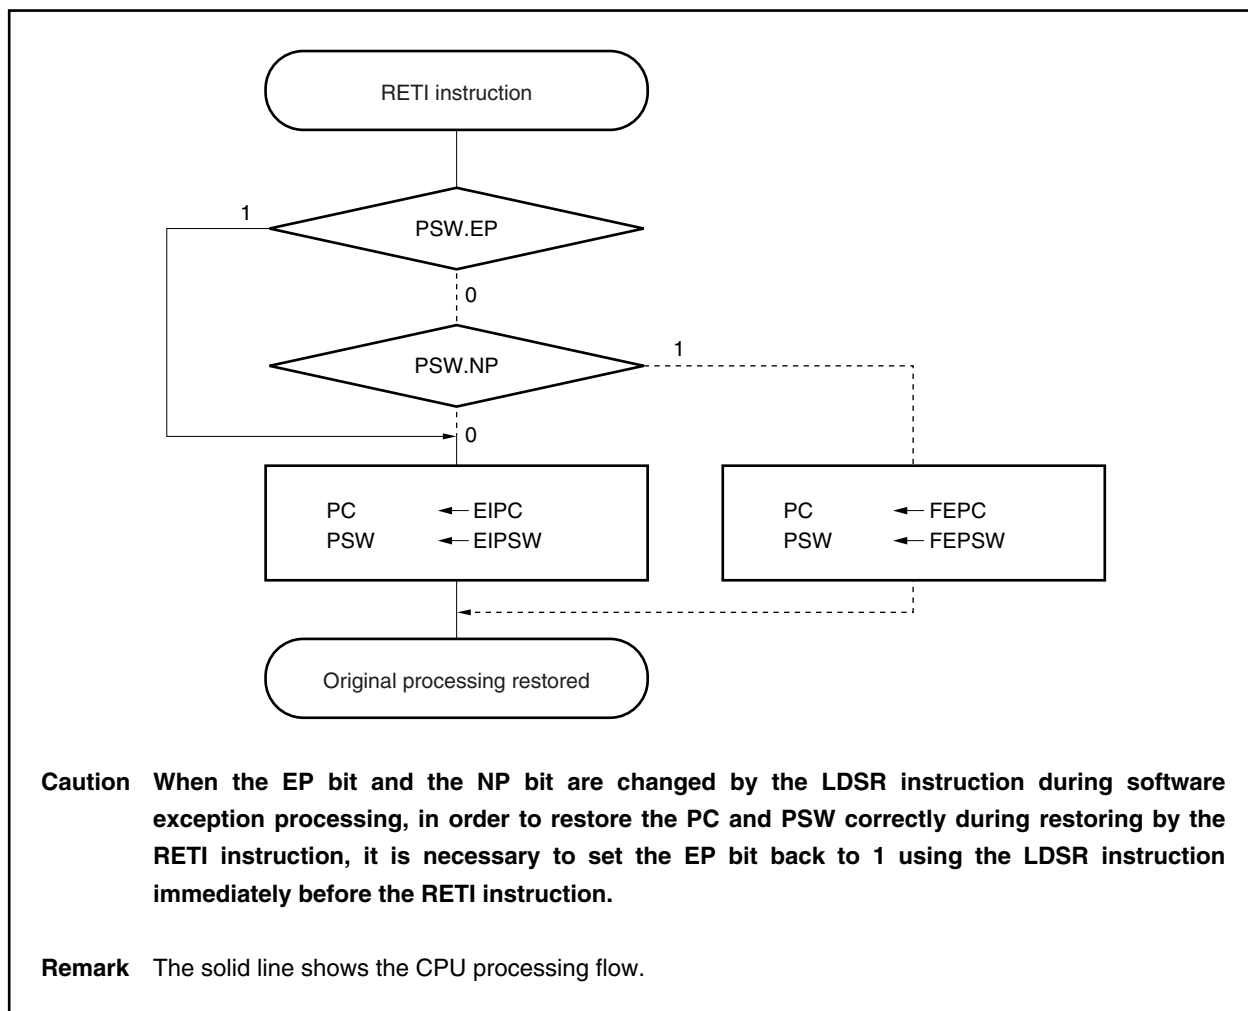 RETI instruction
1
PSW.EP
0
1
PSW.NP
0
PC ← EIPC
PSW ← EIPSW
PC ← FEPC
PSW ← FEPSW
Original processing restored
Caution When the EP bit and the NP bit are changed by the LDSR instruction during software
exception processing, in order to restore the PC and PSW correctly during restoring by the
RETI instruction, it is necessary to set the EP bit back to 1 using the LDSR instruction
immediately before the RETI instruction.
Remark The solid line shows the CPU processing flow.